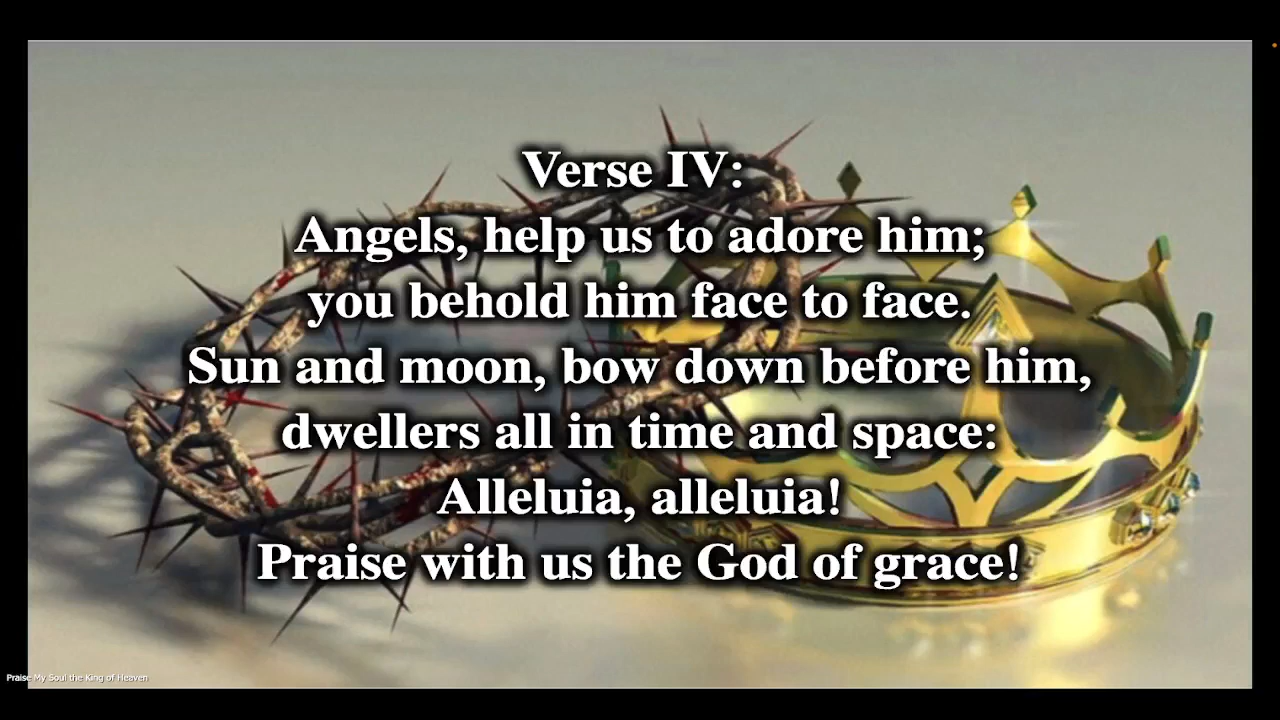 Verse IV:
Angels, help us to adore him;
you behold him face to face.
Sun and moon, bow down before him,
dwellers all in time and space:
Alleluia, alleluia!
Praise with us the God of grace!
Praise My Soul the King of Heaven